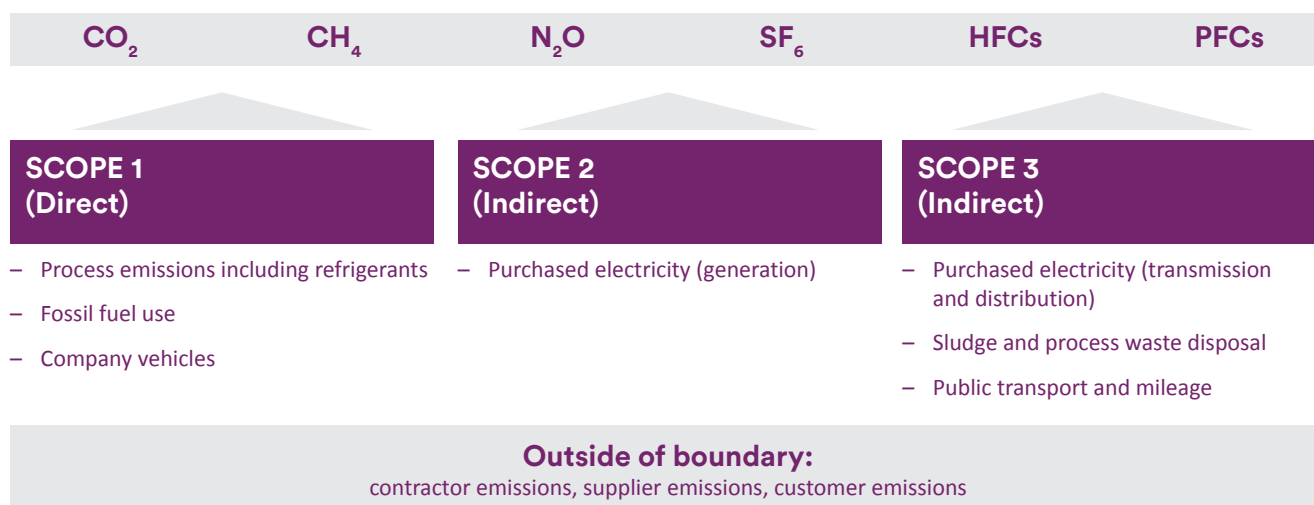 CO₂ CH₄ N₂O SF₆ HFCs PFCs
SCOPE 1
(Direct)
– Process emissions including refrigerants
– Fossil fuel use
– Company vehicles
SCOPE 2
(Indirect)
– Purchased electricity (generation)
SCOPE 3
(Indirect)
– Purchased electricity (transmission
and distribution)
– Sludge and process waste disposal
– Public transport and mileage
Outside of boundary:
contractor emissions, supplier emissions, customer emissions